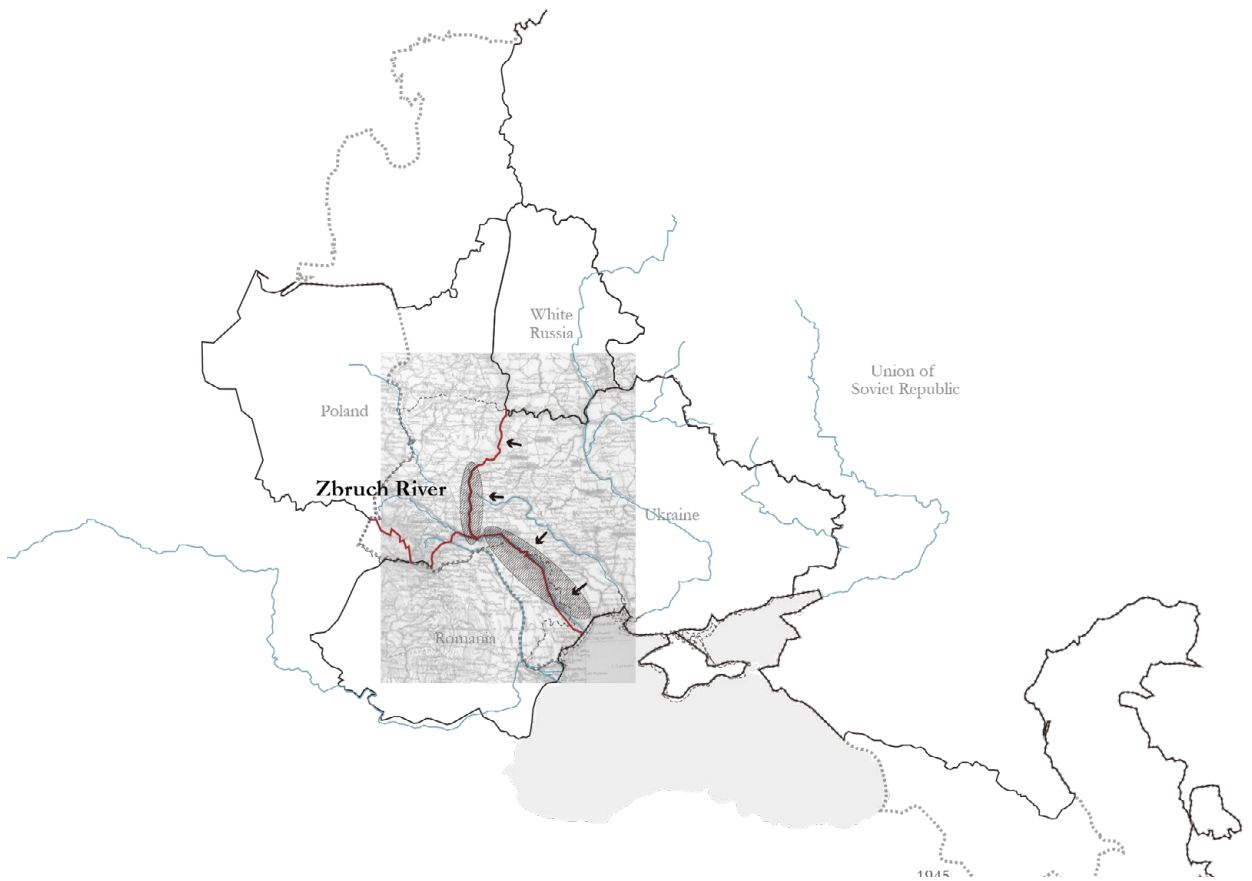 White
Russia
Union of
Soviet Republic
Poland
Zbruch River
Ukraine
Romania
1945